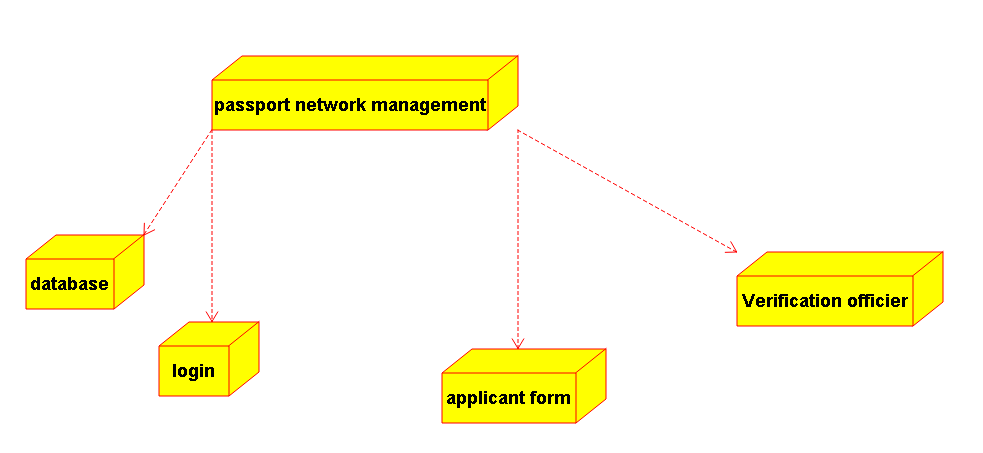 passport network management
database
Verification officier
login
applicant form